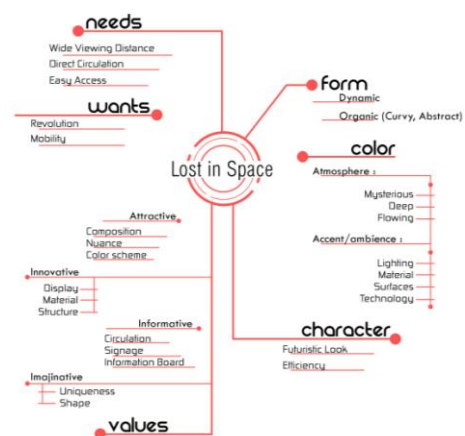 needs
Wide Viewing Distance
Direct Circulation
Easy Access
wants
Revolution
Mobility
Lost in Space
form
Dynamic
Organic (Curvy, Abstract)
color
Atmosphere :
Mysterious
Deep
Flowing
Accent/ambience :
Lighting
Material
Surfaces
Technology
character
Futuristic Look
Efficiency
Attractive
Composition
Nuance
Color scheme
Innovative
Display
Material
Structure
Informative
Circulation
Signage
Information Board
Imajinative
Uniqueness
Shape
values